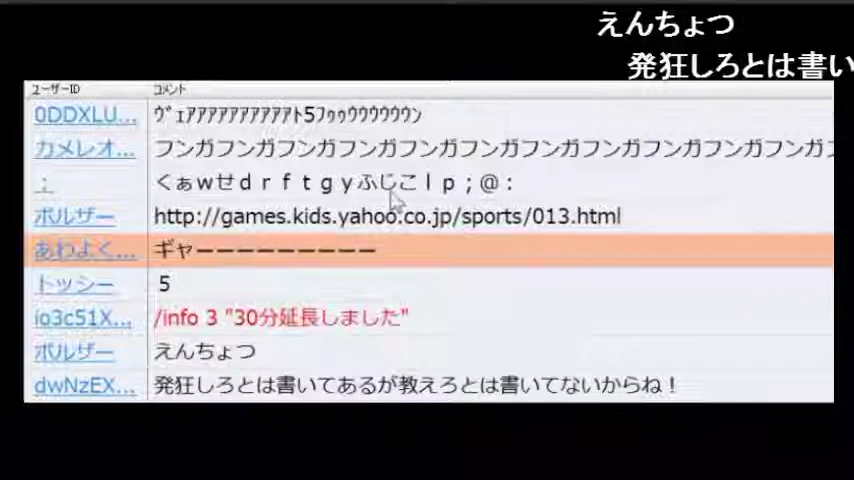 えんちょつ
発狂しろとは書い
ユーザーID コメント
0DDXLU... ヴェｱｱｱｱｱｱｱｱｱｱﾄ5ﾌｩｩｳｳｳｳｳｳﾝ
カメレオ... フンガフンガフンガフンガフンガフンガフンガフンガフンガフンガフンガフ
; くぁwせｄｒｆｔｇｙふじこｌｐ；＠：
ボルザー http://games.kids.yahoo.co.jp/sports/013.html
あわよく... ギャーーーーーーーーー
トッシー 5
io3c51X... /info 3 "30分延長しました"
ボルザー えんちょつ
dwNzEX... 発狂しろとは書いてあるが教えろとは書いてないからね！